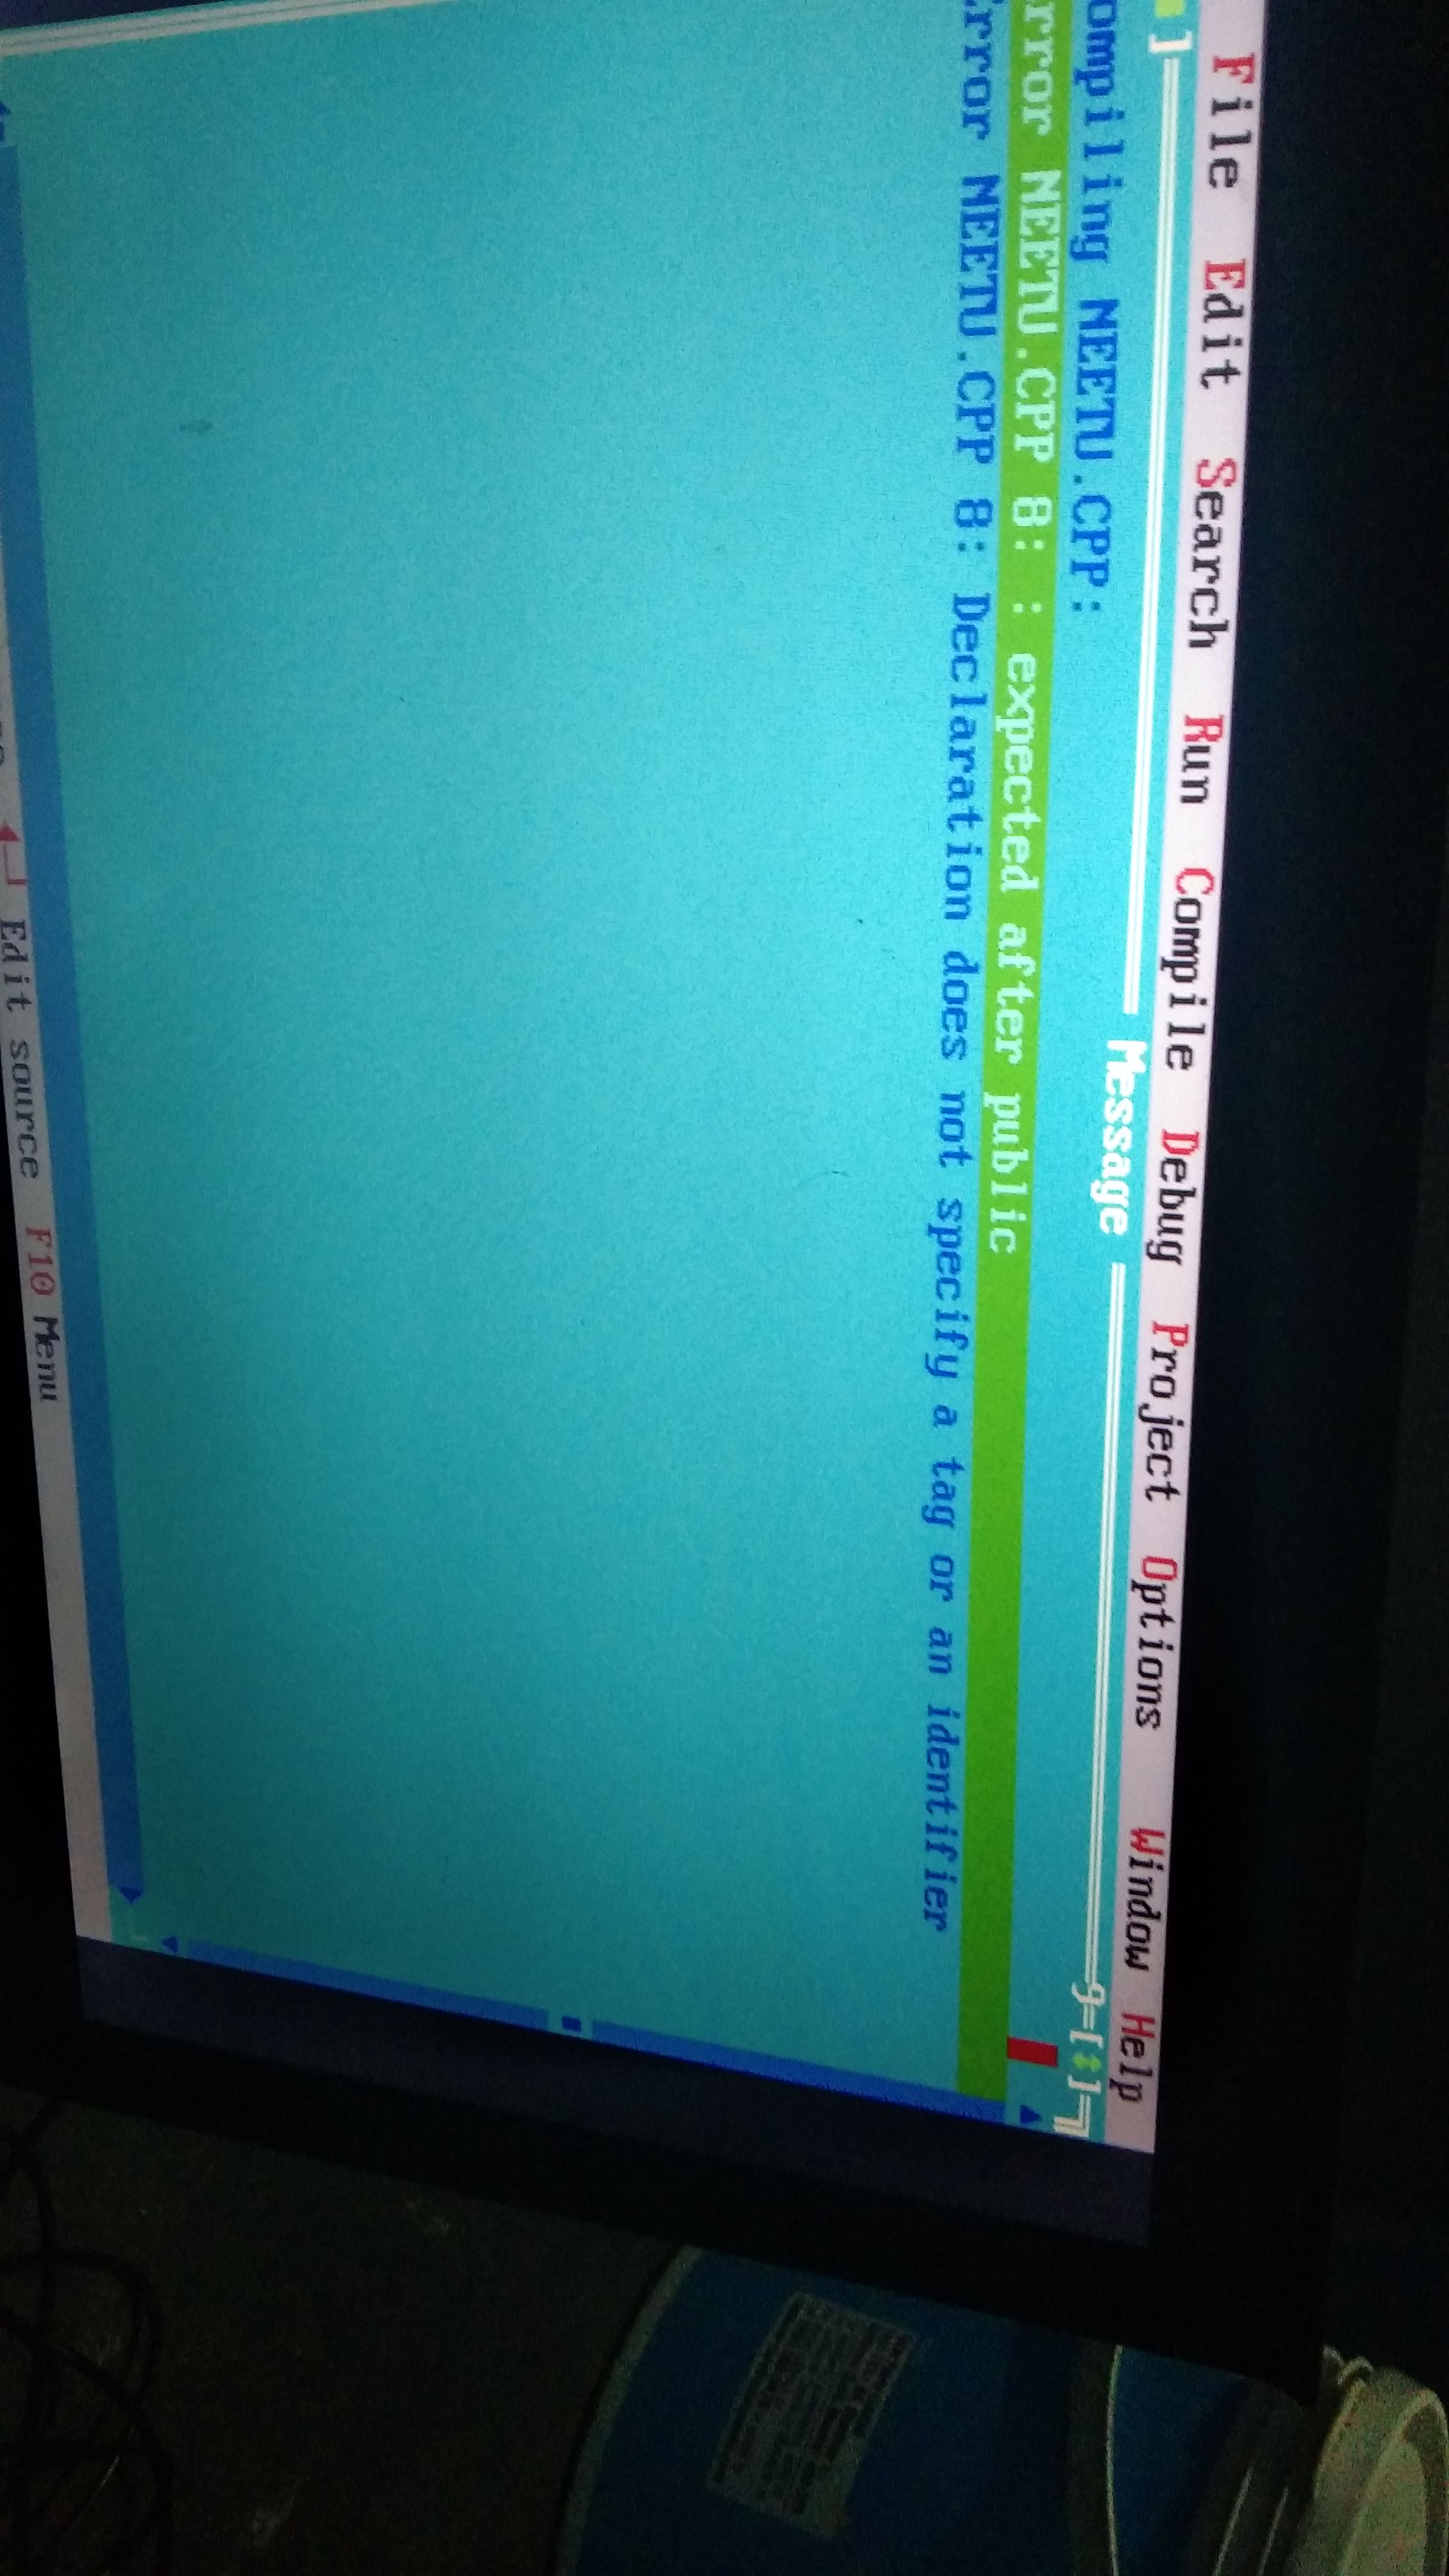 File Edit Search Run Compile Debug Project Options Window Help
] Message 9=[↕]
ompiling NEETU.CPP:
rror NEETU.CPP 8: : expected after public
Error NEETU.CPP 8: Declaration does not specify a tag or an identifier
Edit source F10 Menu